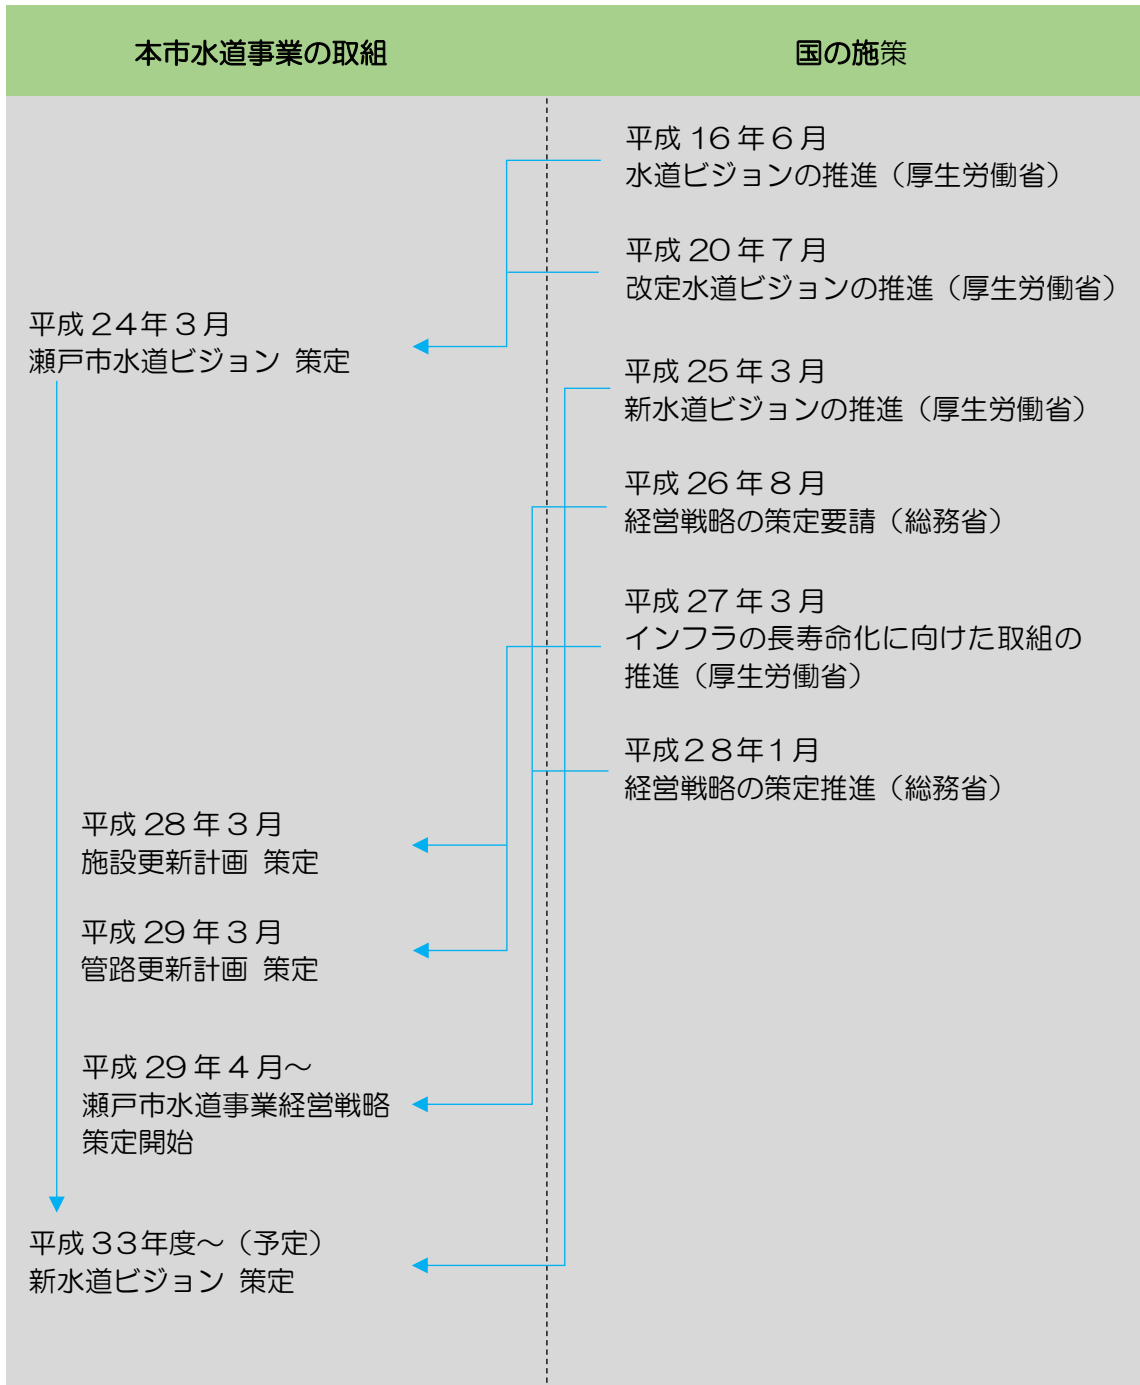 本市水道事業の取組
国の施策
平成16年6月
水道ビジョンの推進（厚生労働省）
平成20年7月
改定水道ビジョンの推進（厚生労働省）
平成24年3月
瀬戸市水道ビジョン 策定
平成25年3月
新水道ビジョンの推進（厚生労働省）
平成26年8月
経営戦略の策定要請（総務省）
平成27年3月
インフラの長寿命化に向けた取組の
推進（厚生労働省）
平成２８年１月
経営戦略の策定推進（総務省）
平成28年3月
施設更新計画 策定
平成29年3月
管路更新計画 策定
平成29年4月～
瀬戸市水道事業経営戦略
策定開始
平成３３年度～（予定）
新水道ビジョン 策定